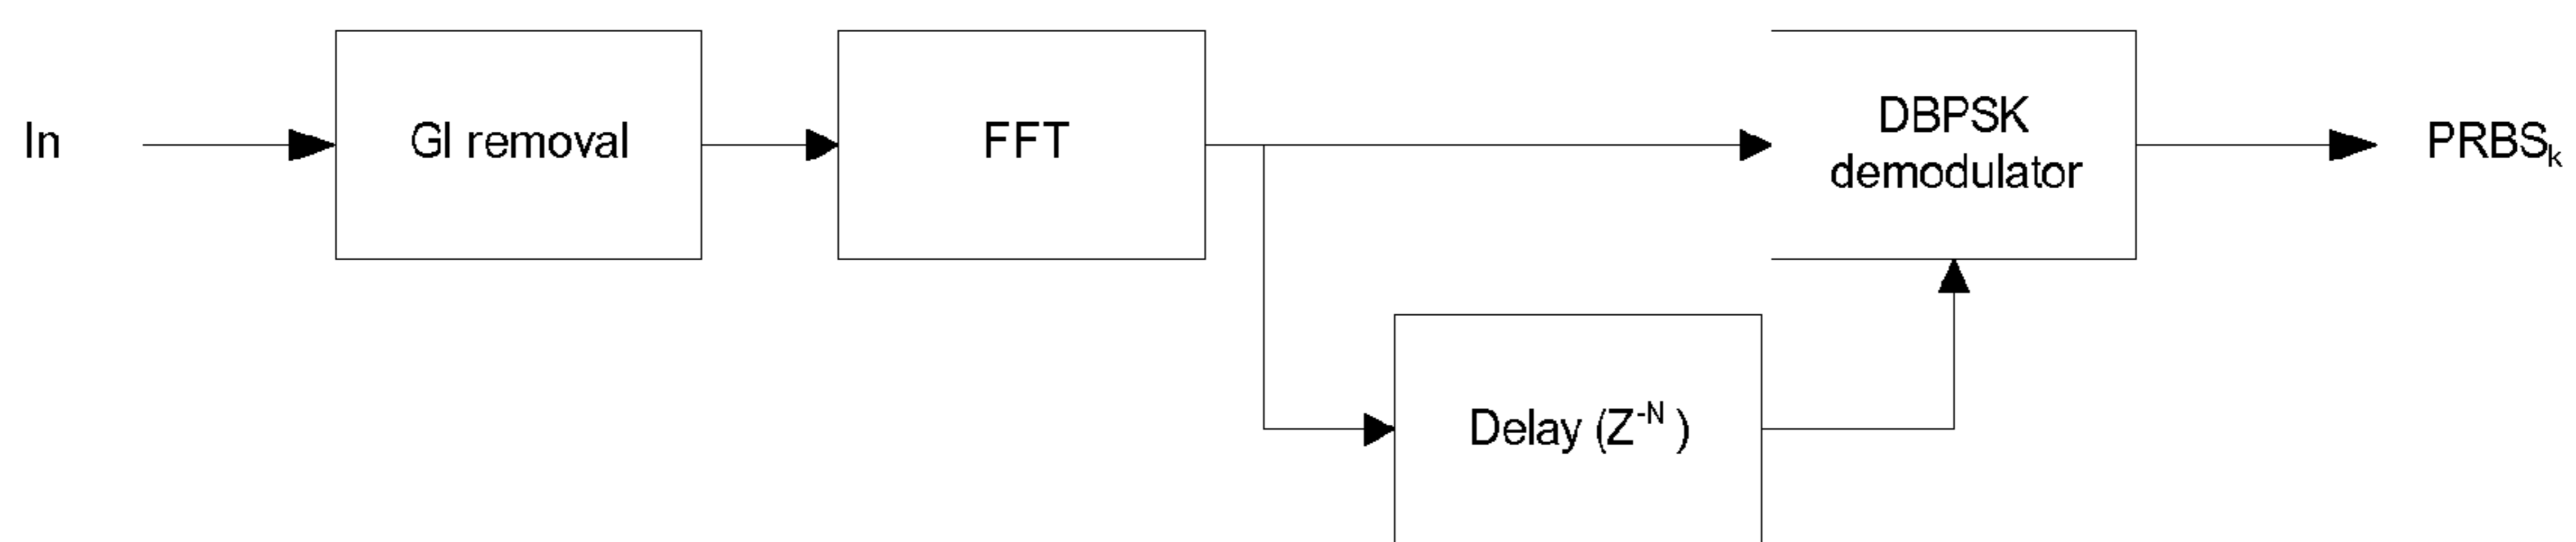 In
GI removal
FFT
DBPSK
demodulator
PRBSk
Delay (Z-N )